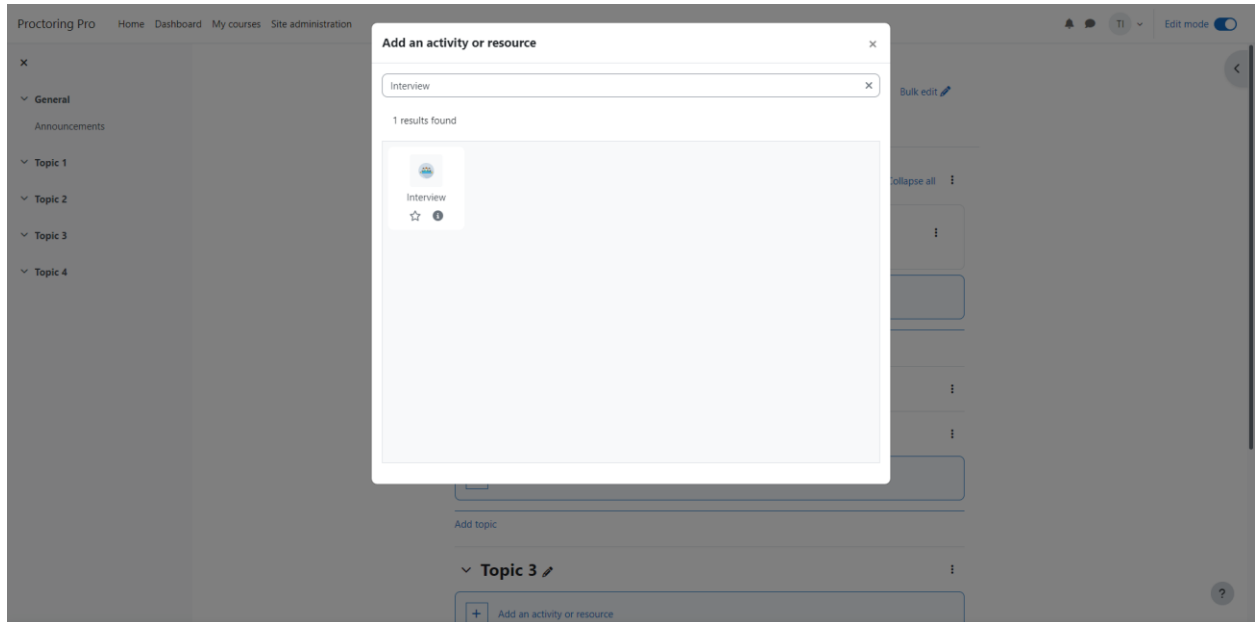 Proctoring Pro Home Dashboard My courses Site administration TI Edit mode
Add an activity or resource
Interview
1 results found
Interview
General
Announcements
Topic 1
Topic 2
Topic 3
Topic 4
Bulk edit
Collapse all
Add topic
Topic 3
Add an activity or resource
?